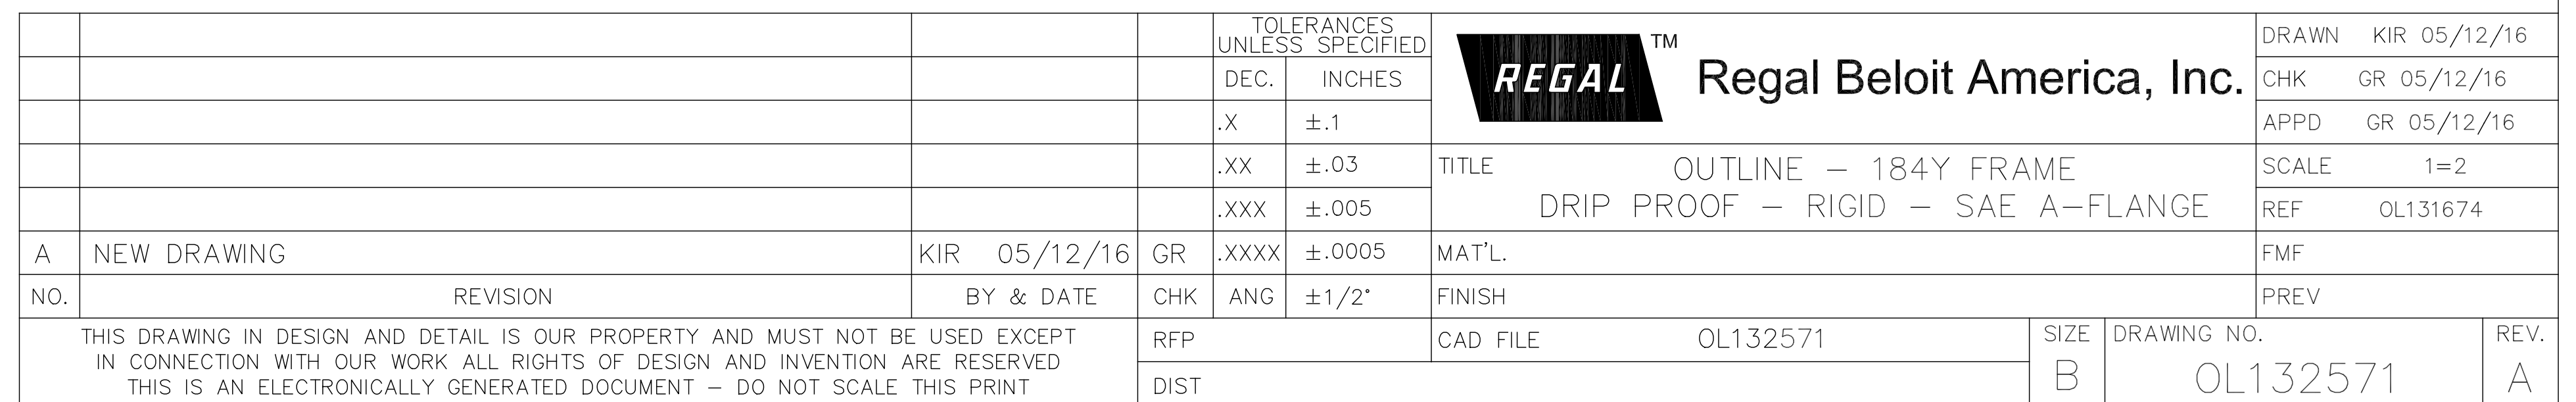 TOLERANCES
UNLESS SPECIFIED
DEC. INCHES
.X ±.1
.XX ±.03
.XXX ±.005
.XXXX ±.0005
ANG ±1/2°
REGAL TM
Regal Beloit America, Inc.
DRAWN KIR 05/12/16
CHK GR 05/12/16
APPD GR 05/12/16
TITLE OUTLINE – 184Y FRAME
DRIP PROOF – RIGID – SAE A–FLANGE
SCALE 1=2
REF OL131674
MAT'L.
FMF
FINISH
PREV
A NEW DRAWING KIR 05/12/16 GR
NO. REVISION BY & DATE CHK
THIS DRAWING IN DESIGN AND DETAIL IS OUR PROPERTY AND MUST NOT BE USED EXCEPT
IN CONNECTION WITH OUR WORK ALL RIGHTS OF DESIGN AND INVENTION ARE RESERVED
THIS IS AN ELECTRONICALLY GENERATED DOCUMENT – DO NOT SCALE THIS PRINT
RFP
DIST
CAD FILE OL132571
SIZE
B
DRAWING NO.
OL132571
REV.
A